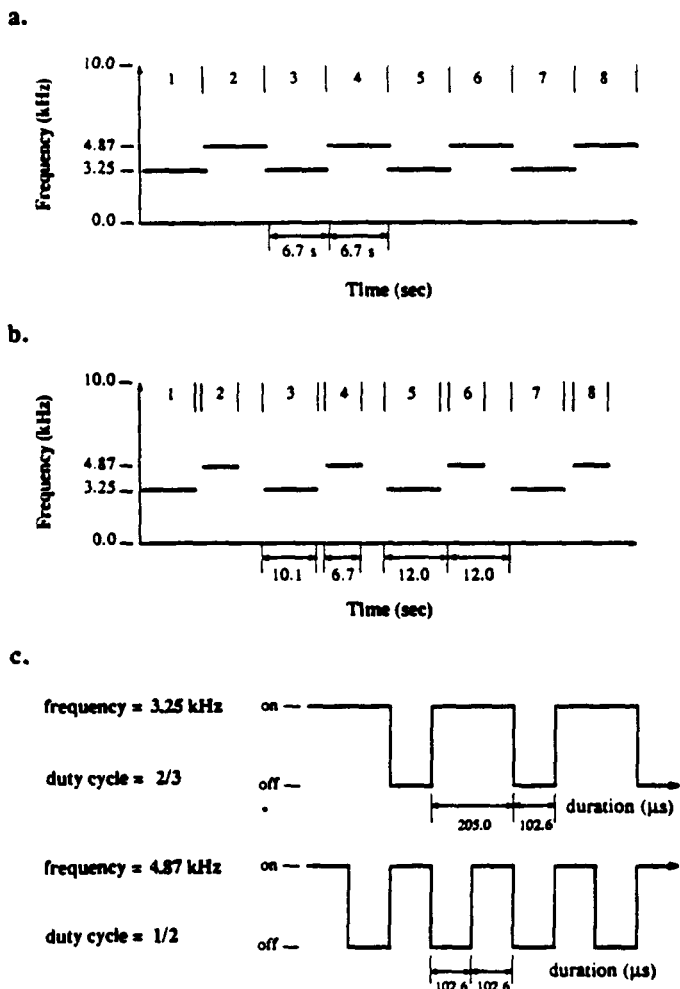 a.
10.0
1 2 3 4 5 6 7 8
Frequency (kHz)
4.87
3.25
0.0
6.7 s 6.7 s
Time (sec)
b.
10.0
1 2 3 4 5 6 7 8
Frequency (kHz)
4.87
3.25
0.0
10.1 6.7 12.0 12.0
Time (sec)
c.
frequency = 3.25 kHz on
duty cycle = 2/3 off
duration (μs)
205.0 102.6
frequency = 4.87 kHz on
duty cycle = 1/2 off
duration (μs)
102.6 102.6